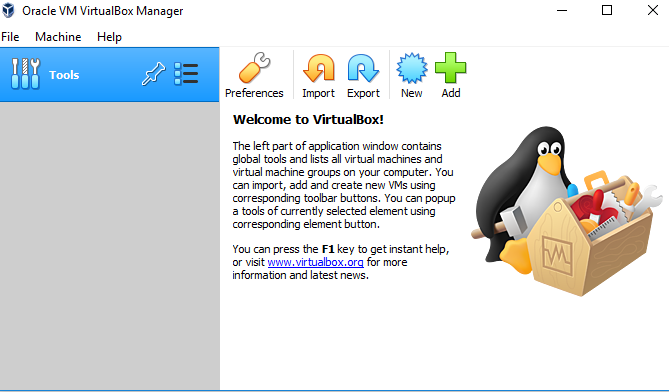 Oracle VM VirtualBox Manager
File Machine Help
Tools
Preferences Import Export New Add
Welcome to VirtualBox!
The left part of application window contains
global tools and lists all virtual machines and
virtual machine groups on your computer. You
can import, add and create new VMs using
corresponding toolbar buttons. You can popup
a tools of currently selected element using
corresponding element button.
You can press the F1 key to get instant help,
or visit www.virtualbox.org for more
information and latest news.